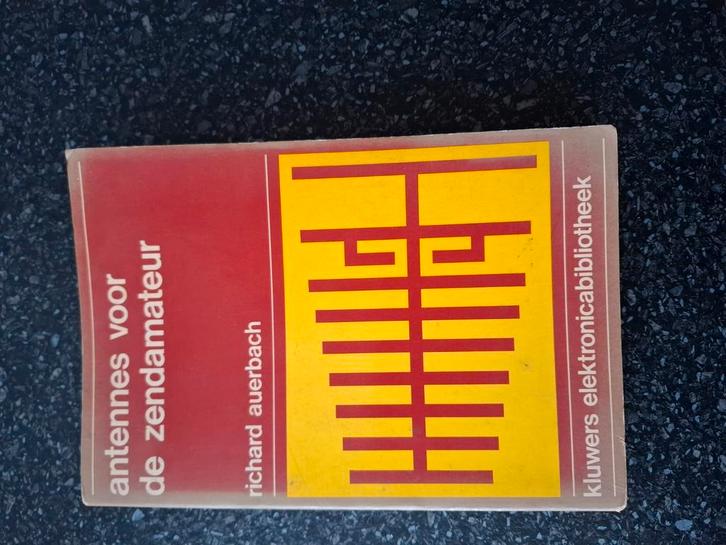 antennes voor
de zendamateur
richard auerbach
kluwers elektronicabibliotheek